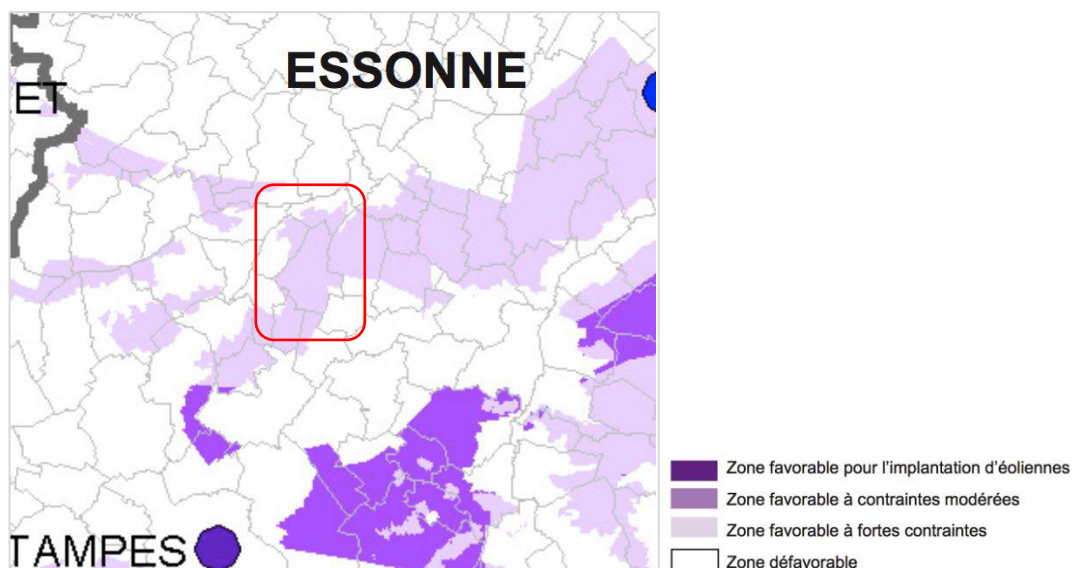 ESSONNE
ET
TAMPES
Zone favorable pour l'implantation d'éoliennes
Zone favorable à contraintes modérées
Zone favorable à fortes contraintes
Zone défavorable